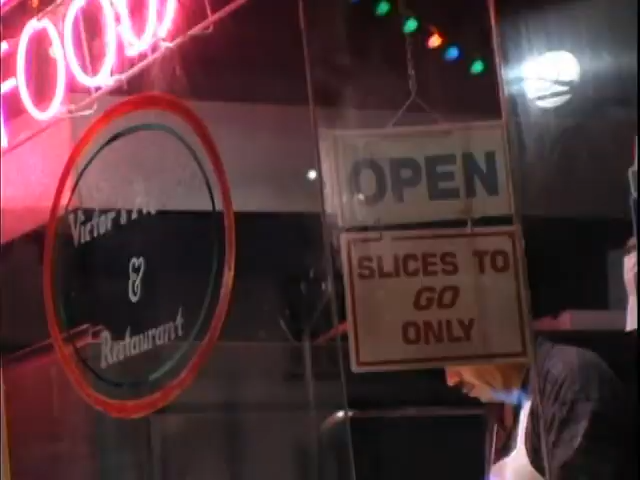 FOOD
Victor's
&
Restaurant
OPEN
SLICES TO
GO
ONLY